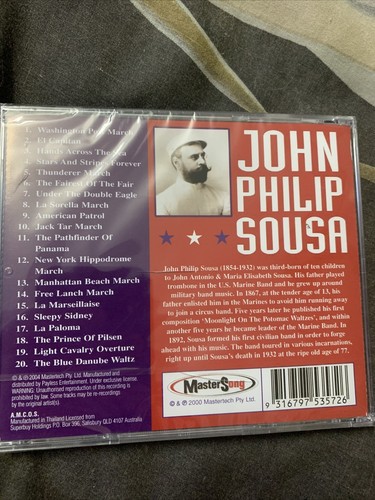 1. Washington Post March
2. El Capitan
3. Hands Across The Sea
4. Stars And Stripes Forever
5. Thunderer March
6. The Fairest Of The Fair
7. Under The Double Eagle
8. La Sorella March
9. American Patrol
10. Jack Tar March
11. The Pathfinder Of
Panama
12. New York Hippodrome
March
13. Manhattan Beach March
14. Free Lunch March
15. La Marseillaise
16. Sleepy Sidney
17. La Paloma
18. The Prince Of Pilsen
19. Light Cavalry Overture
20. The Blue Danube Waltz
JOHN
PHILIP
SOUSA
John Philip Sousa (1854-1932) was third-born of ten children
to John Antonio & Maria Elisabeth Sousa. His father played
trombone in the U.S. Marine Band and he grew up around
military band music. In 1867, at the tender age of 13, his
father enlisted him in the Marines to avoid him running away
to join a circus band. Five years later he published his first
composition 'Moonlight On The Potomac Waltzes', and within
another five years he became leader of the Marine Band. In
1892, Sousa formed his first civilian band in order to forge
ahead with his music. The band toured in various incarnations,
right up until Sousa's death in 1932 at the ripe old age of 77.
℗ & © 2004 Mastertech Pty Ltd. Manufactured and
distributed by Payless Entertainment. Under exclusive license.
WARNING: Unauthorised reproduction of this recording is
prohibited by law. Some tracks may be re-recordings
by the original artist(s).
A.M.C.O.S.
Manufactured in Thailand Licensed from
Superbuy Holdings P.O. Box 396, Salisbury QLD 4107 Australia
MasterSong
℗ & © 2000 Mastertech Pty Ltd.
9 316797 535726